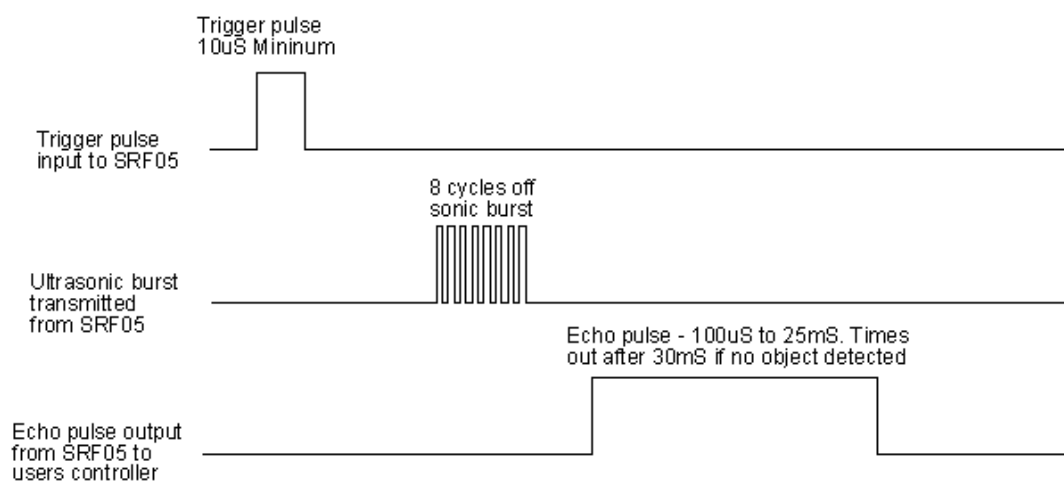 Trigger pulse
10uS Mininum
Trigger pulse
input to SRF05
8 cycles off
sonic burst
Ultrasonic burst
transmitted
from SRF05
Echo pulse - 100uS to 25mS. Times
out after 30mS if no object detected
Echo pulse output
from SRF05 to
users controller